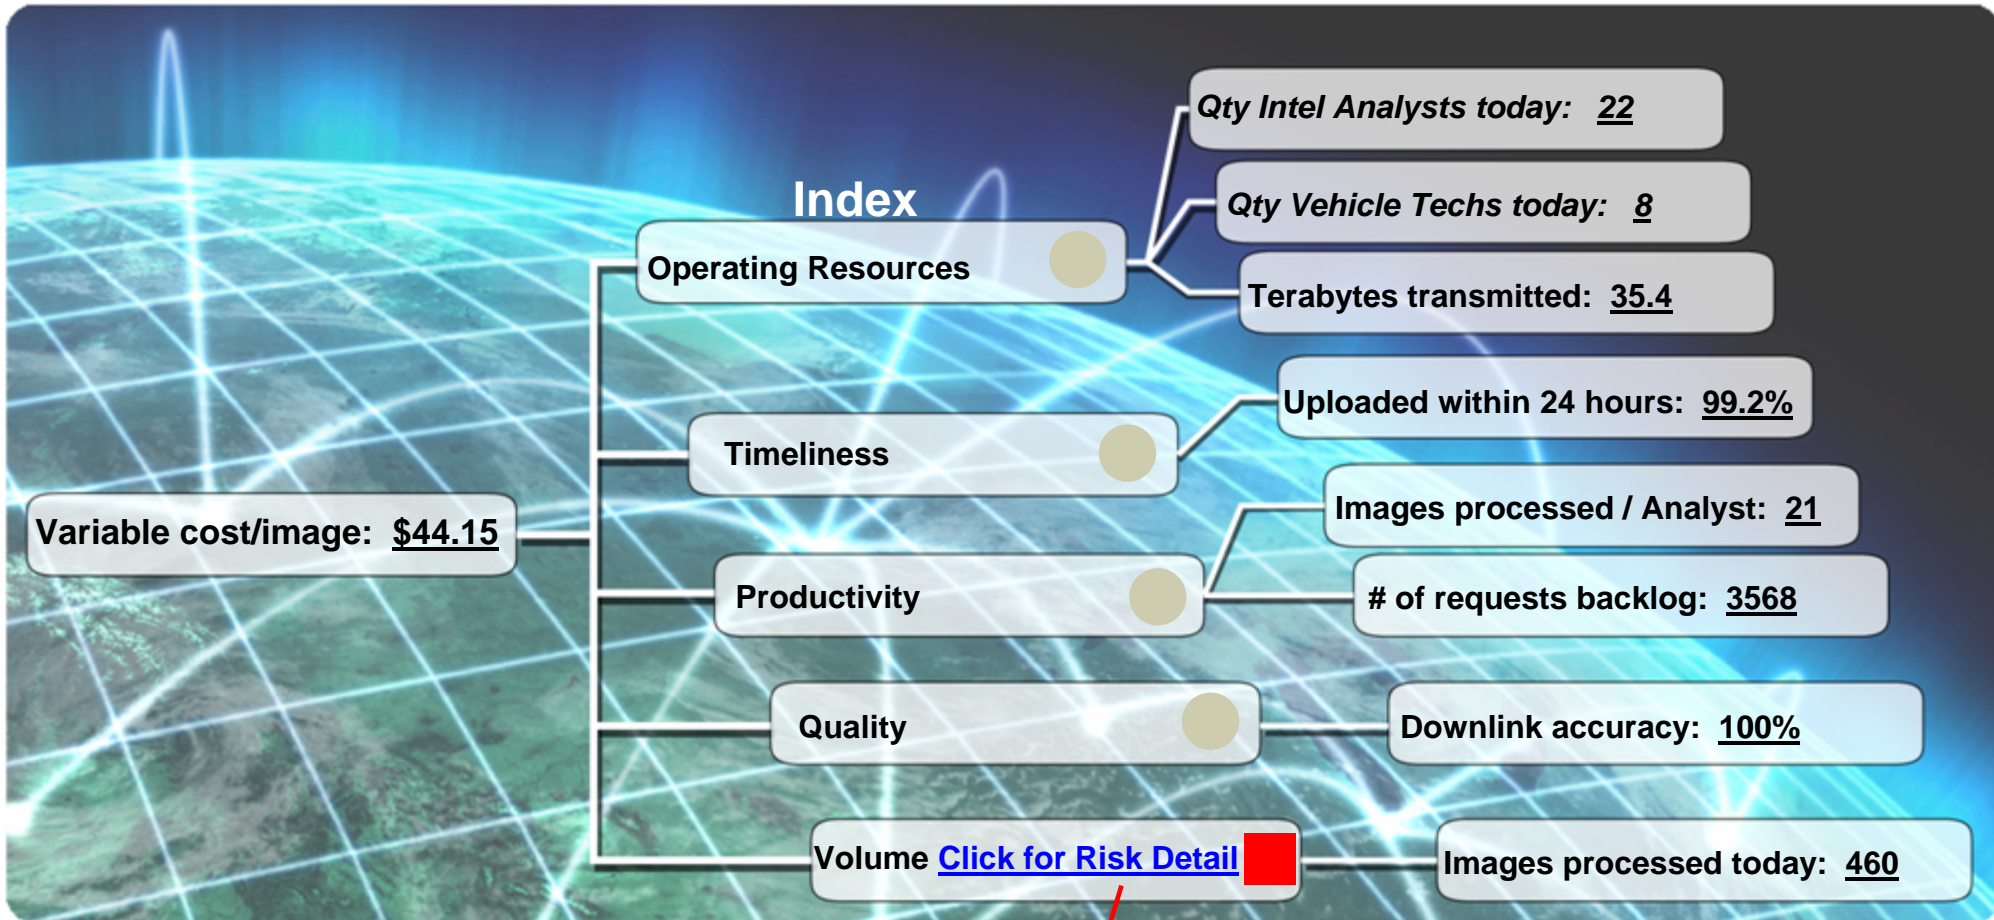 Index
Variable cost/image: $44.15
Operating Resources
Qty Intel Analysts today: 22
Qty Vehicle Techs today: 8
Terabytes transmitted: 35.4
Timeliness
Uploaded within 24 hours: 99.2%
Productivity
Images processed / Analyst: 21
# of requests backlog: 3568
Quality
Downlink accuracy: 100%
Volume Click for Risk Detail
Images processed today: 460